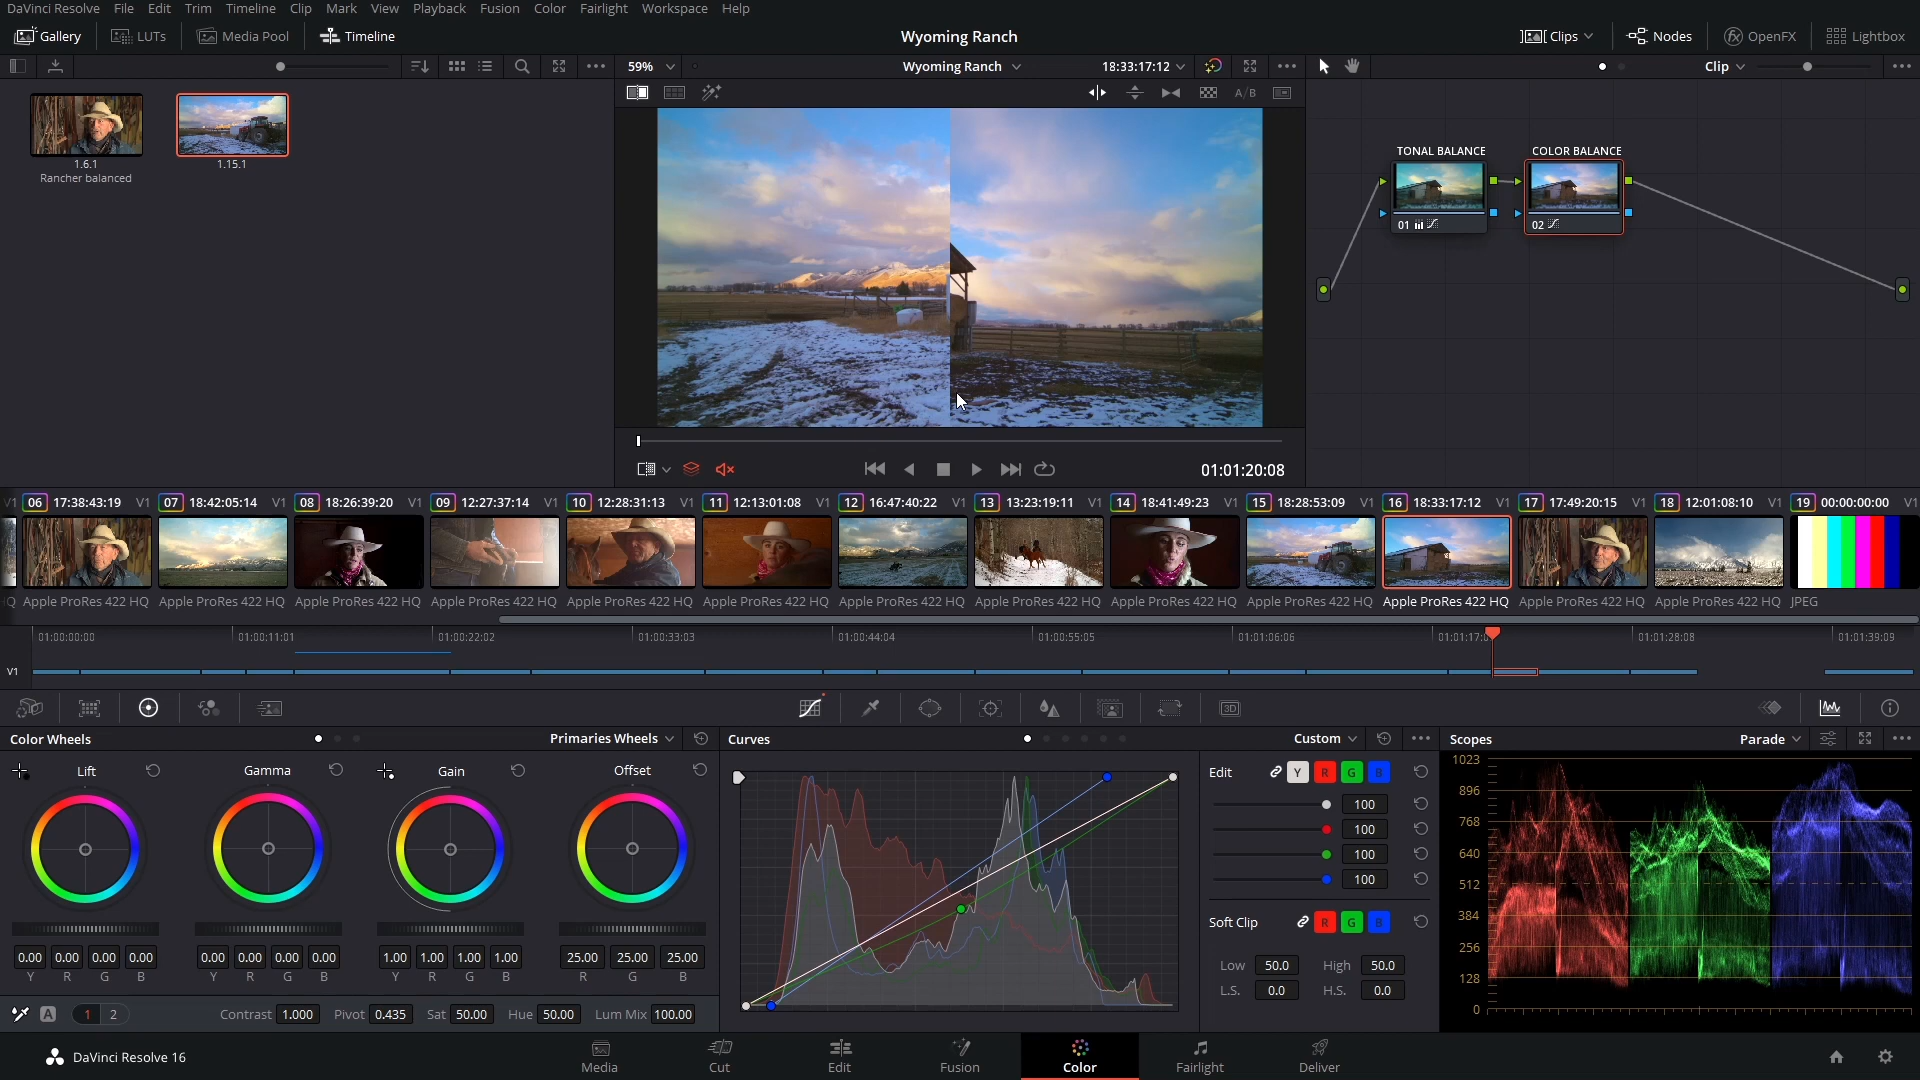 DaVinci Resolve File Edit Trim Timeline Clip Mark View Playback Fusion Color Fairlight Workspace Help
Gallery LUTs Media Pool Timeline Wyoming Ranch Clips Nodes OpenFX Lightbox
59% Wyoming Ranch 18:33:17:12 Clip
A/B
1.6.1 1.15.1
Rancher balanced
TONAL BALANCE COLOR BALANCE
01 02
01:01:20:08
V1 06 17:38:43:19 V1 07 18:42:05:14 V1 08 18:26:39:20 V1 09 12:27:37:14 V1 10 12:28:31:13 V1 11 12:13:01:08 V1 12 16:47:40:22 V1 13 13:23:19:11 V1 14 18:41:49:23 V1 15 18:28:53:09 V1 16 18:33:17:12 V1 17 17:49:20:15 V1 18 12:01:08:10 V1 19 00:00:00:00 V1
HQ Apple ProRes 422 HQ Apple ProRes 422 HQ Apple ProRes 422 HQ Apple ProRes 422 HQ Apple ProRes 422 HQ Apple ProRes 422 HQ Apple ProRes 422 HQ Apple ProRes 422 HQ Apple ProRes 422 HQ Apple ProRes 422 HQ Apple ProRes 422 HQ Apple ProRes 422 HQ Apple ProRes 422 HQ JPEG
01:00:00:00 01:00:11:01 01:00:22:02 01:00:33:03 01:00:44:04 01:00:55:05 01:01:06:06 01:01:17:0 01:01:28:08 01:01:39:09
V1
3D
Color Wheels Primaries Wheels
Lift Gamma Gain Offset
0.00 0.00 0.00 0.00 0.00 0.00 0.00 0.00 1.00 1.00 1.00 1.00 25.00 25.00 25.00
Y R G B Y R G B Y R G B R G B
A 1 2 Contrast 1.000 Pivot 0.435 Sat 50.00 Hue 50.00 Lum Mix 100.00
Curves Custom
Edit Y R G B
100
100
100
100
Soft Clip R G B
Low 50.0 High 50.0
L.S. 0.0 H.S. 0.0
Scopes Parade
1023
896
768
640
512
384
256
128
0
DaVinci Resolve 16 Media Cut Edit Fusion Color Fairlight Deliver